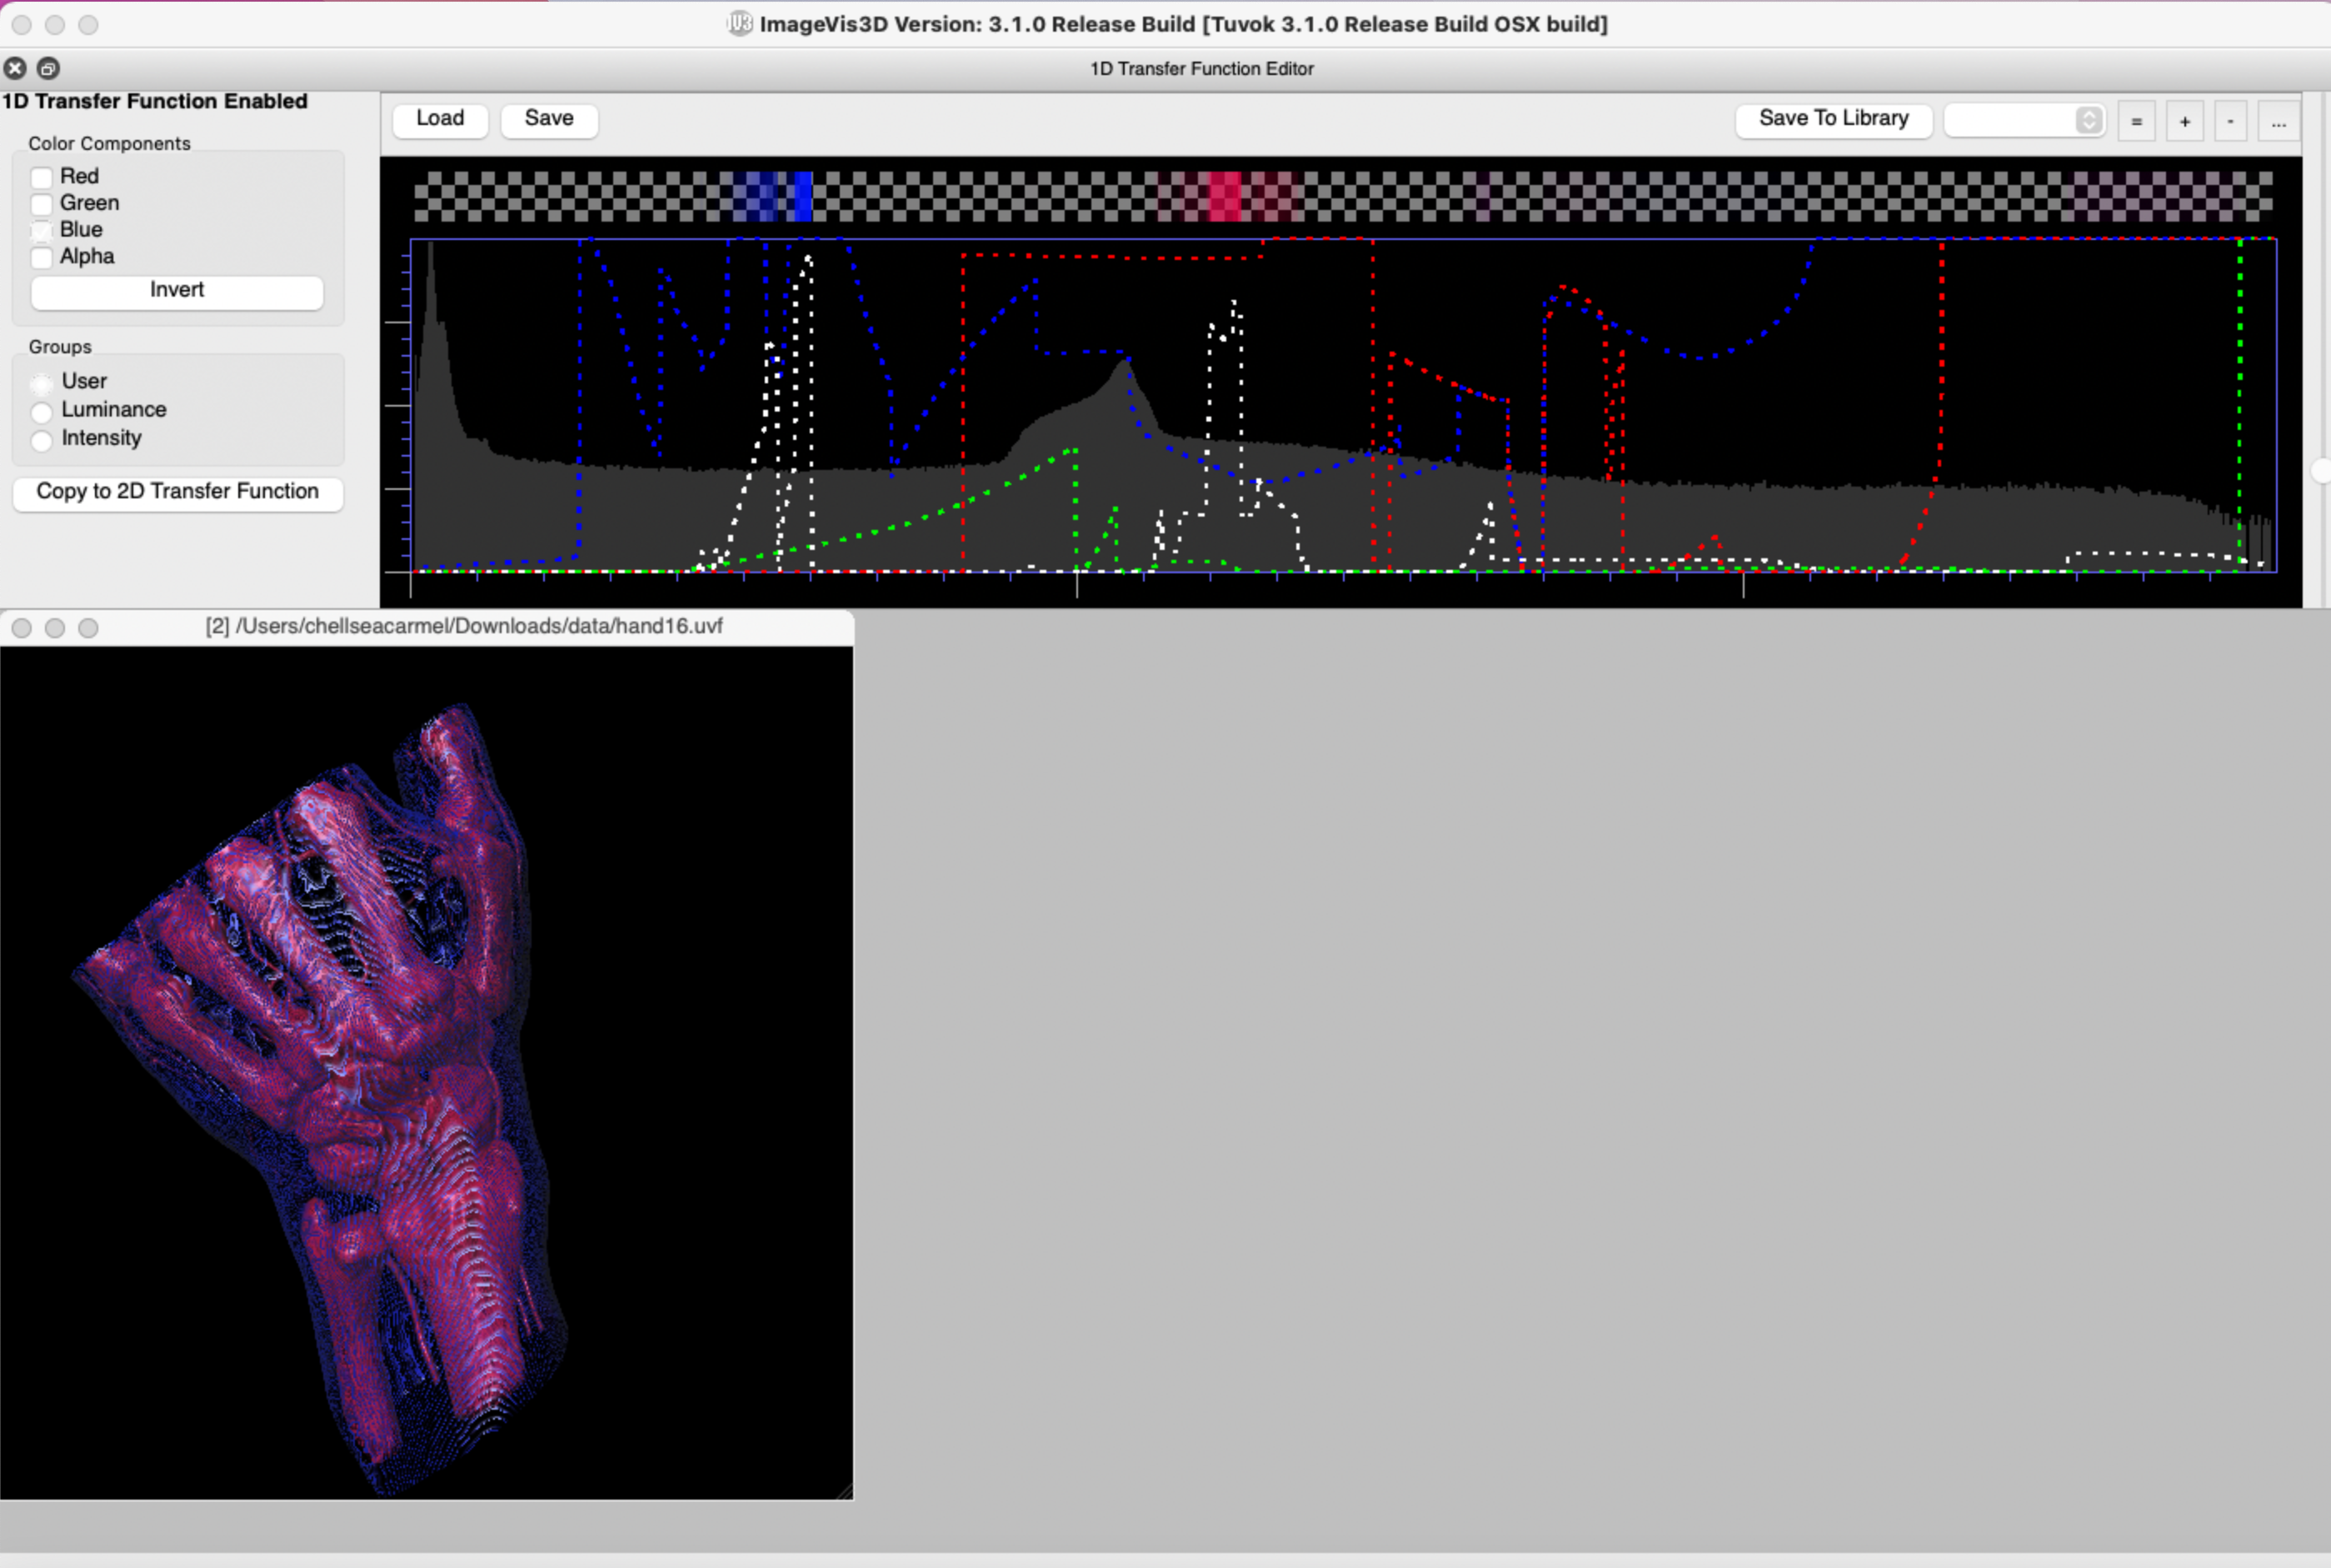 ImageVis3D Version: 3.1.0 Release Build [Tuvok 3.1.0 Release Build OSX build]
1D Transfer Function Editor
1D Transfer Function Enabled
Load Save Save To Library = + - ...
Color Components
Red
Green
Blue
Alpha
Invert
Groups
User
Luminance
Intensity
Copy to 2D Transfer Function
[2] /Users/chellseacarmel/Downloads/data/hand16.uvf